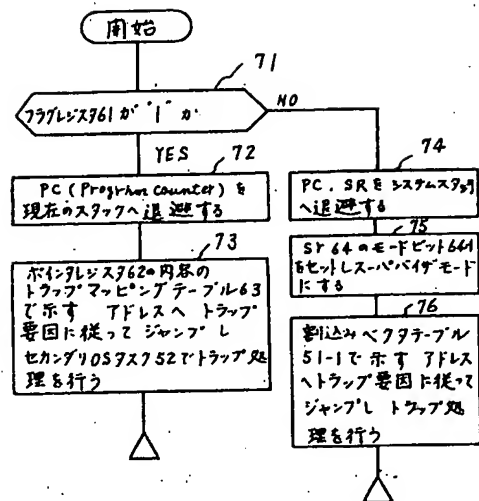 開始
71
フラグレジスタ61が"1"か
NO
YES
72
PC (Program counter) を
現在のスタックへ退避する
73
ポインタレジスタ62の内容の
トラップマッピングテーブル63
で示す アドレスへ トラップ
要因に従って ジャンプし
セカンダリOSタスク52でトラップ処
理を行う
74
PC. SRをシステムスタック
へ退避する
75
SR 64のモードビット641
をセットしスーパバイザモード
にする
76
割込みベクタテーブル
51-1で示す アドレス
へトラップ要因に従って
ジャンプし トラップ処
理を行う